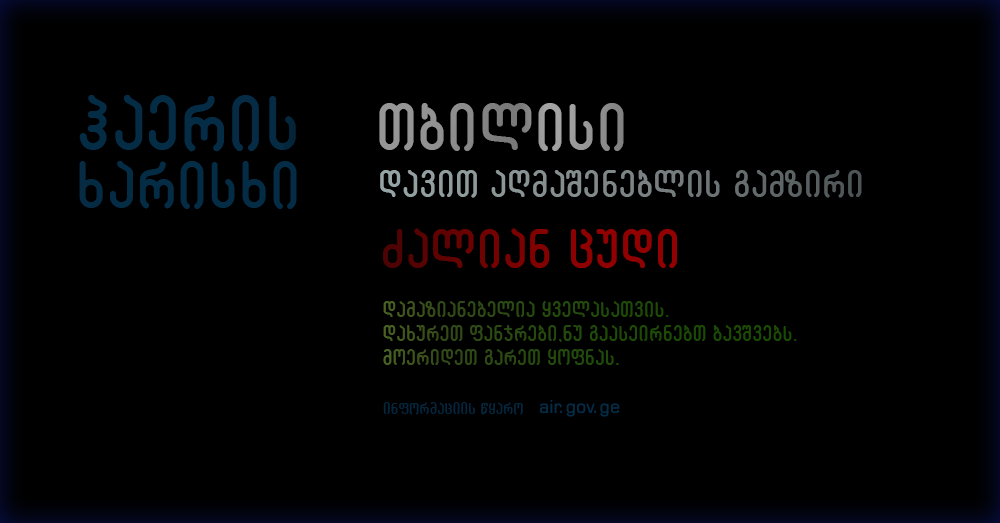 ჰაერის
ხარისხი
თბილისი
დავით აღმაშენებლის გამზირი
ძალიან ცუდი
დამაზიანებელია ყველასათვის.
დახურეთ ფანჯრები,ნუ გაასეირნებთ ბავშვებს.
მოერიდეთ გარეთ ყოფნას.
ინფორმაციის წყარო air.gov.ge